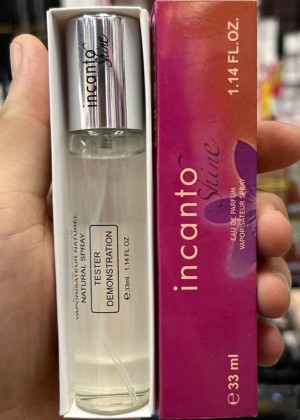 incanto
Shine
VAPORISATEUR NATUREL
NATURAL SPRAY
TESTER
DEMONSTRATION
℮33ml 1.14 FL.OZ.
incanto
Shine
EAU DE PARFUM
VAPORISATEUR SPRAY
1.14 FL.OZ.
℮ 33 ml